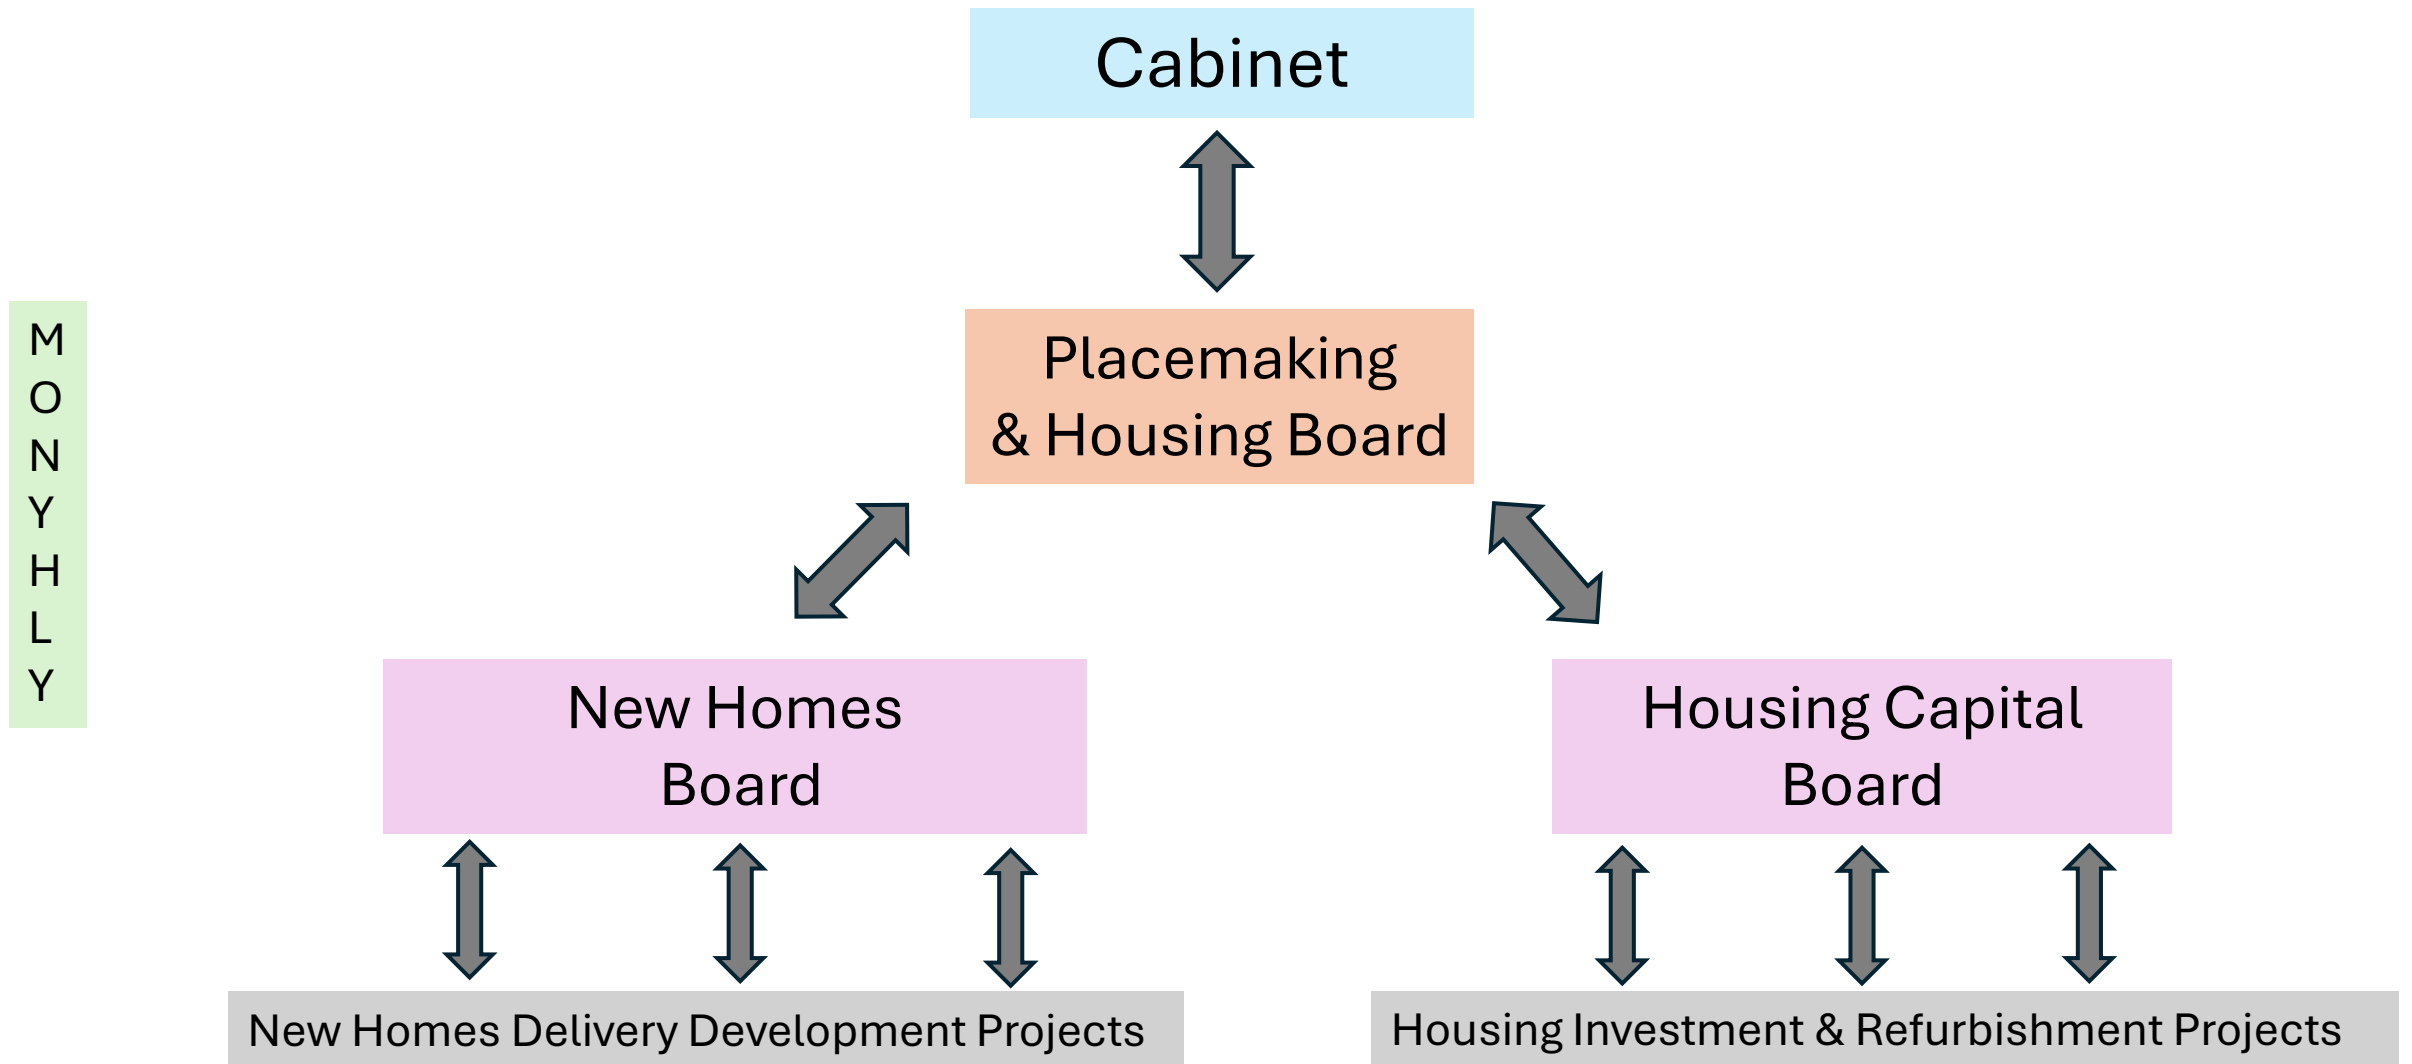 Cabinet
Placemaking
& Housing Board
M
O
N
Y
H
L
Y
New Homes
Board
Housing Capital
Board
New Homes Delivery Development Projects
Housing Investment & Refurbishment Projects